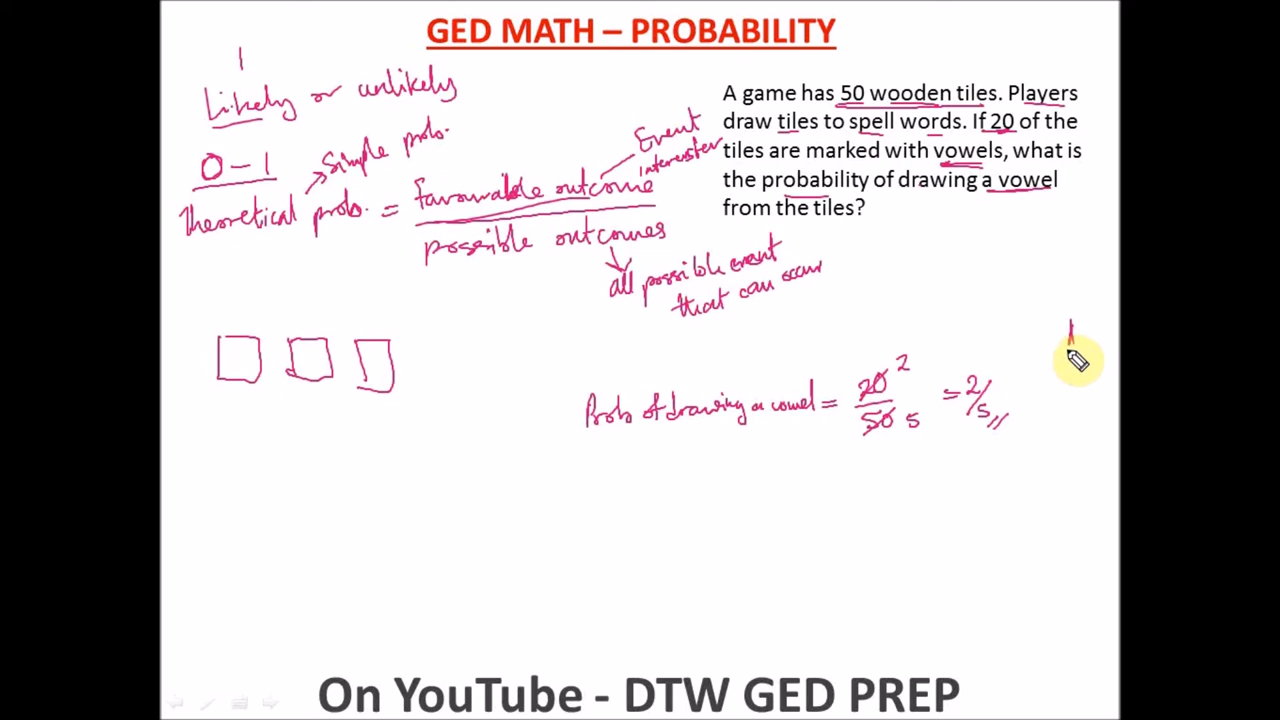 GED MATH – PROBABILITY
1
Likely or unlikely
0 – 1
Simple prob.
Theoretical prob. = favourable outcome
possible outcomes
Event
all possible event
that can occur
A game has 50 wooden tiles. Players
draw tiles to spell words. If 20 of the
tiles are marked with vowels, what is
the probability of drawing a vowel
from the tiles?
Prob of drawing a vowel = 20 2 = 2/5
50 5
On YouTube - DTW GED PREP